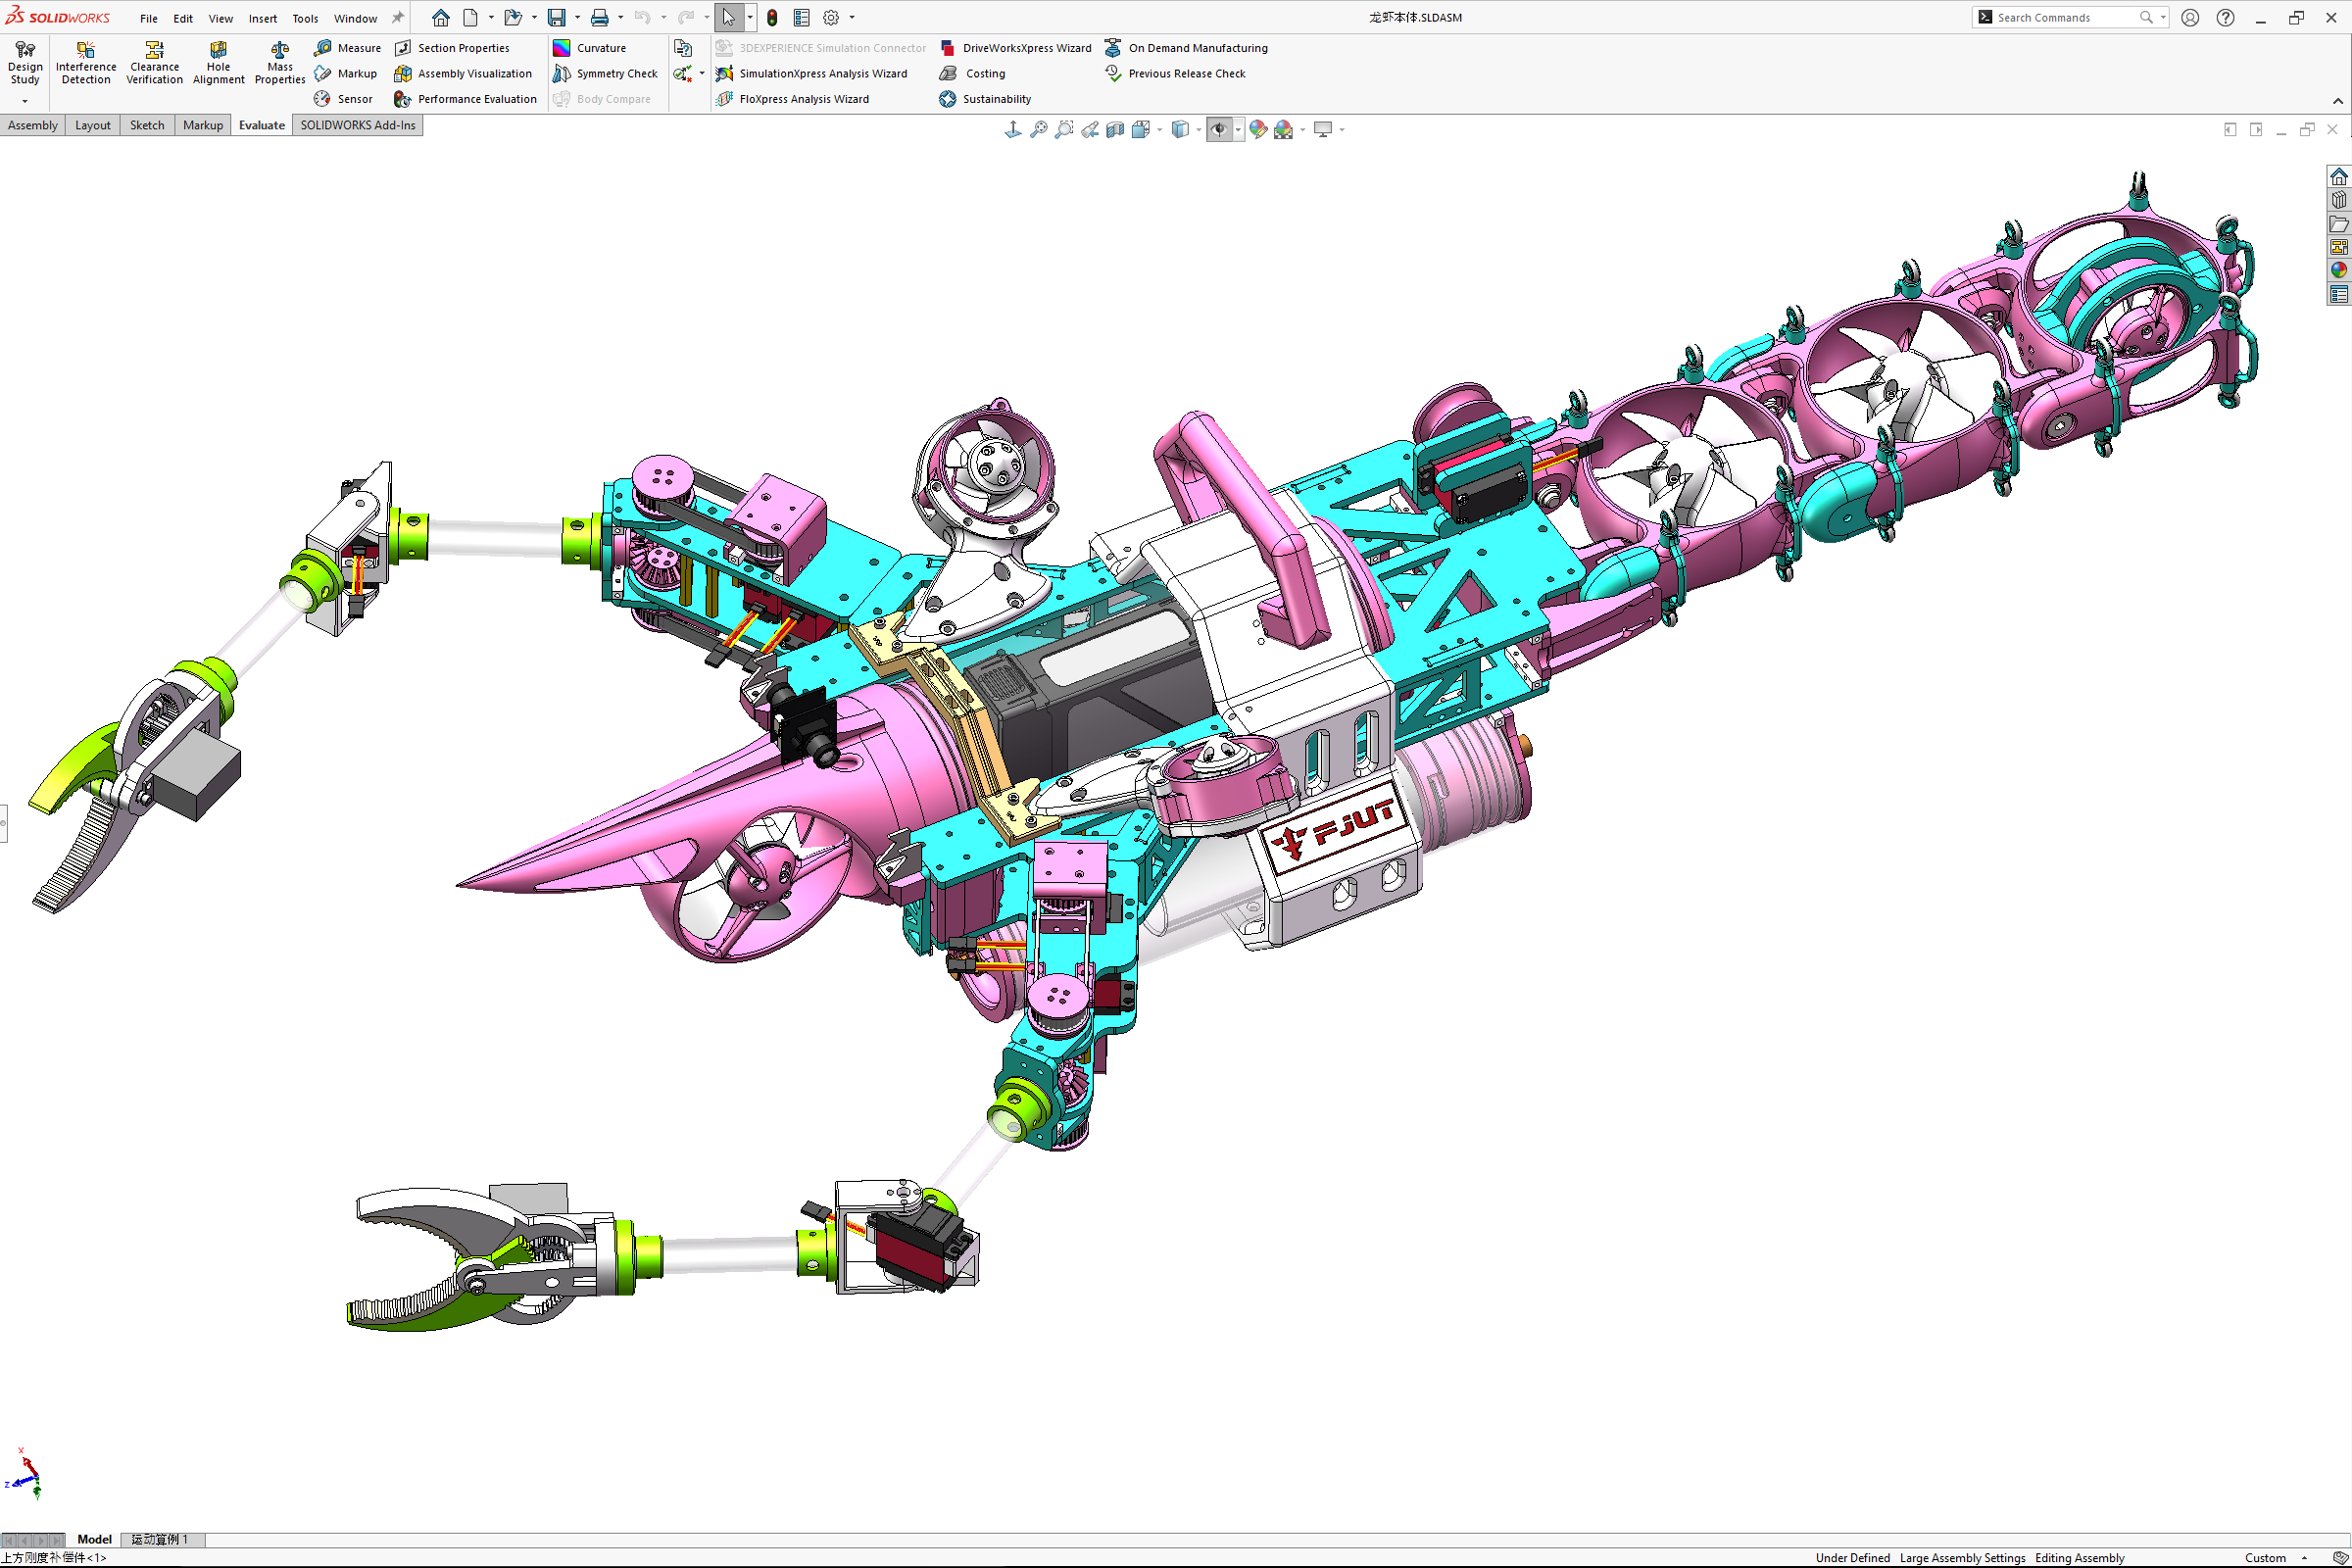 SOLIDWORKS File Edit View Insert Tools Window 龙虾本体.SLDASM Search Commands
Design Study
Interference Detection
Clearance Verification
Hole Alignment
Mass Properties
Measure
Markup
Sensor
Section Properties
Assembly Visualization
Performance Evaluation
Curvature
Symmetry Check
Body Compare
3DEXPERIENCE Simulation Connector
SimulationXpress Analysis Wizard
FloXpress Analysis Wizard
DriveWorksXpress Wizard
Costing
Sustainability
On Demand Manufacturing
Previous Release Check
Assembly Layout Sketch Markup Evaluate SOLIDWORKS Add-Ins
FJUT
X
Z
Y
Model 运动算例 1
上方刚度补偿件<1> Under Defined Large Assembly Settings Editing Assembly Custom